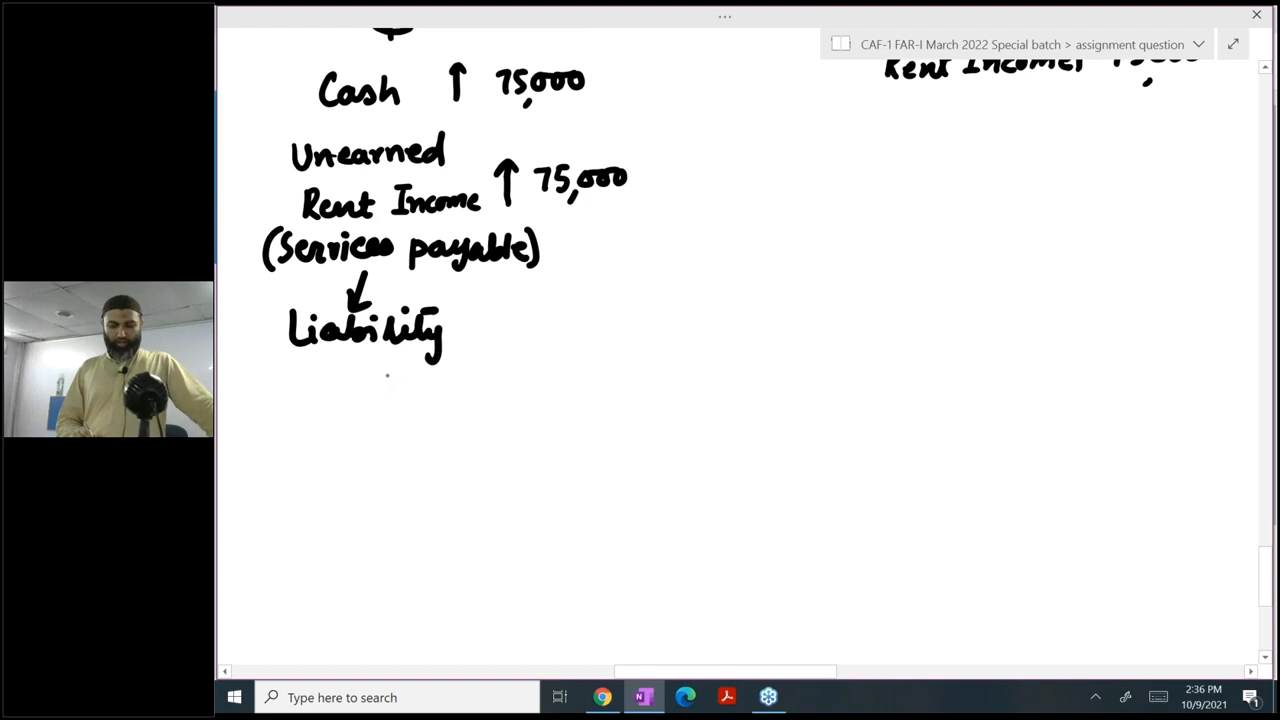 CAF-1 FAR-I March 2022 Special batch > assignment question
Rent Income↑
Cash ↑ 75,000
Unearned
Rent Income ↑ 75,000
(Services payable)
↓
Liability
Type here to search
2:36 PM
10/9/2021
1